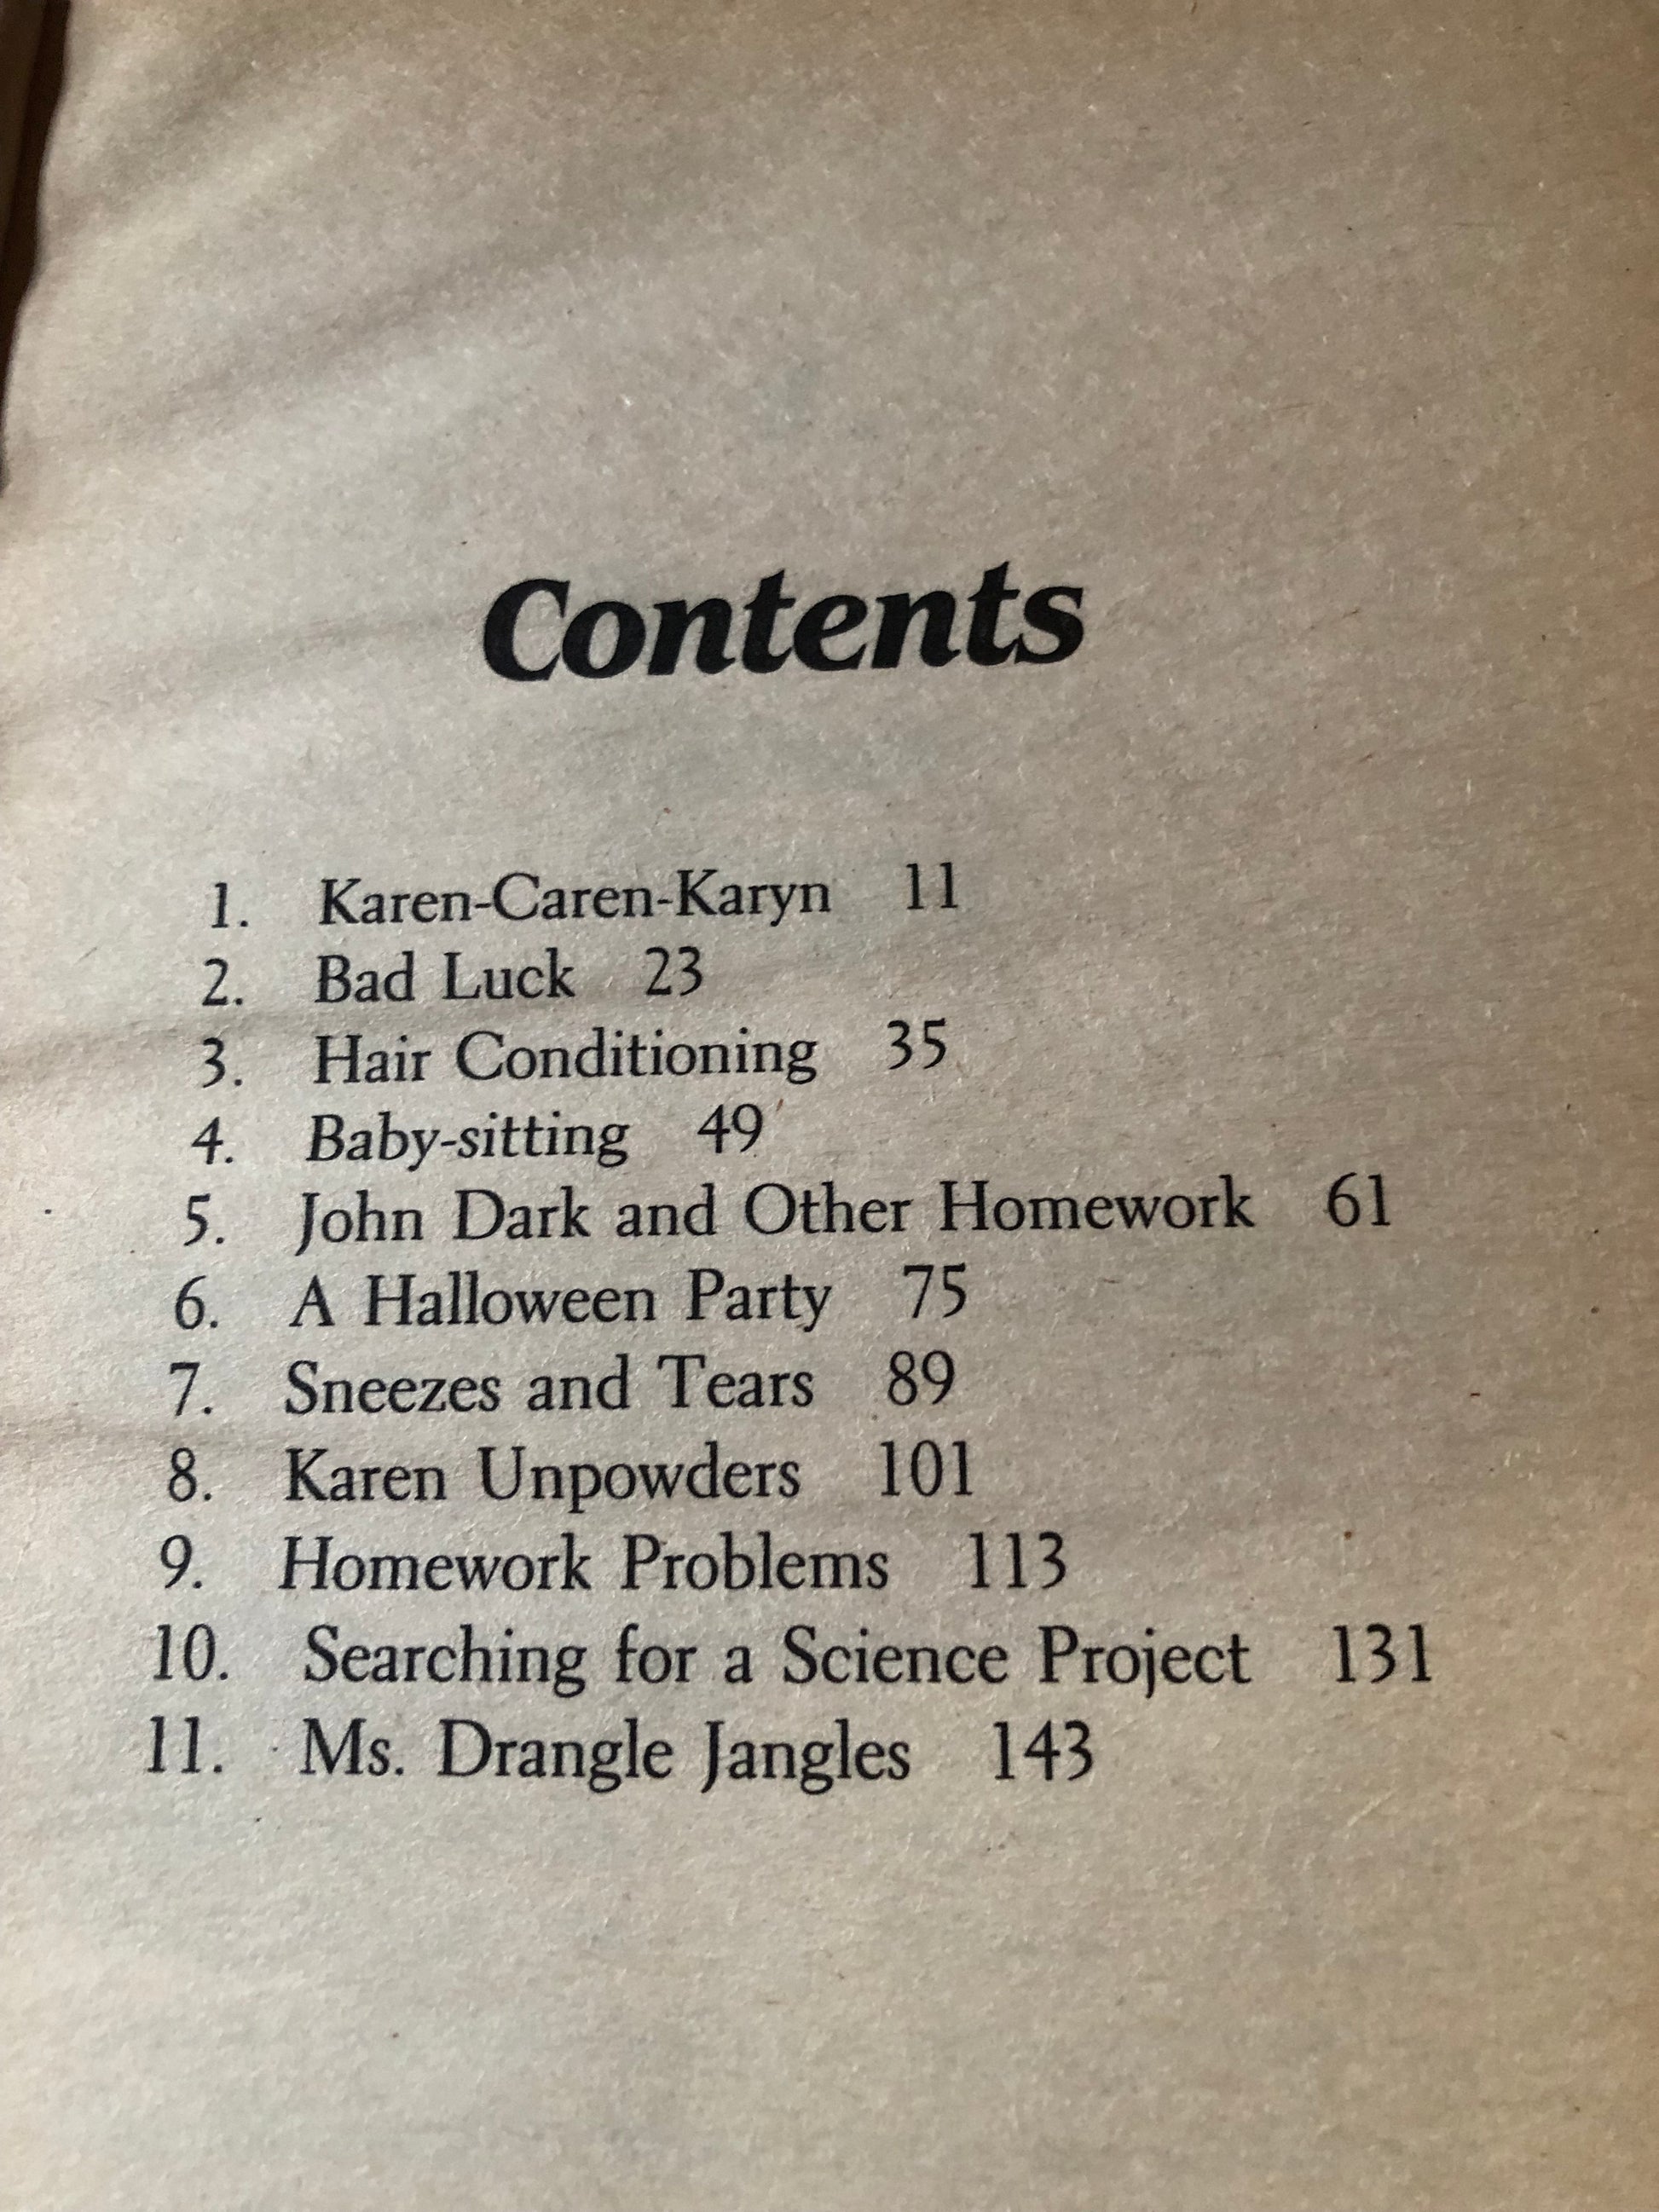 Contents
1. Karen-Caren-Karyn 11
2. Bad Luck 23
3. Hair Conditioning 35
4. Baby-sitting 49
5. John Dark and Other Homework 61
6. A Halloween Party 75
7. Sneezes and Tears 89
8. Karen Unpowders 101
9. Homework Problems 113
10. Searching for a Science Project 131
11. Ms. Drangle Jangles 143